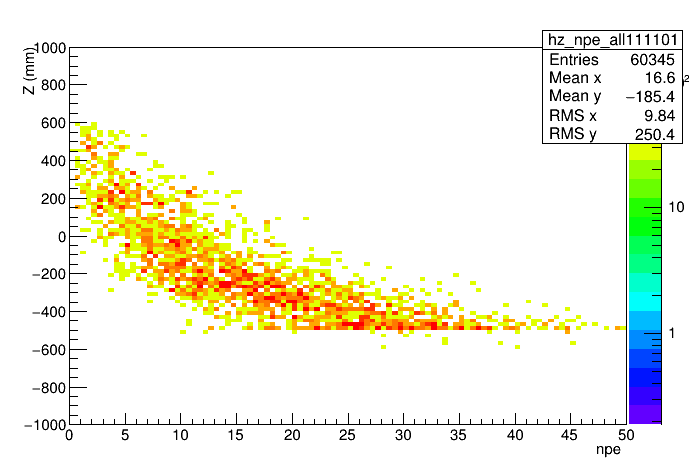 hz_npe_all111101
Entries 60345
Mean x 16.6
Mean y −185.4
RMS x 9.84
RMS y 250.4
Z (mm)
1000
800
600
400
200
0
−200
−400
−600
−800
−1000
0 5 10 15 20 25 30 35 40 45 50
npe
2
10
1